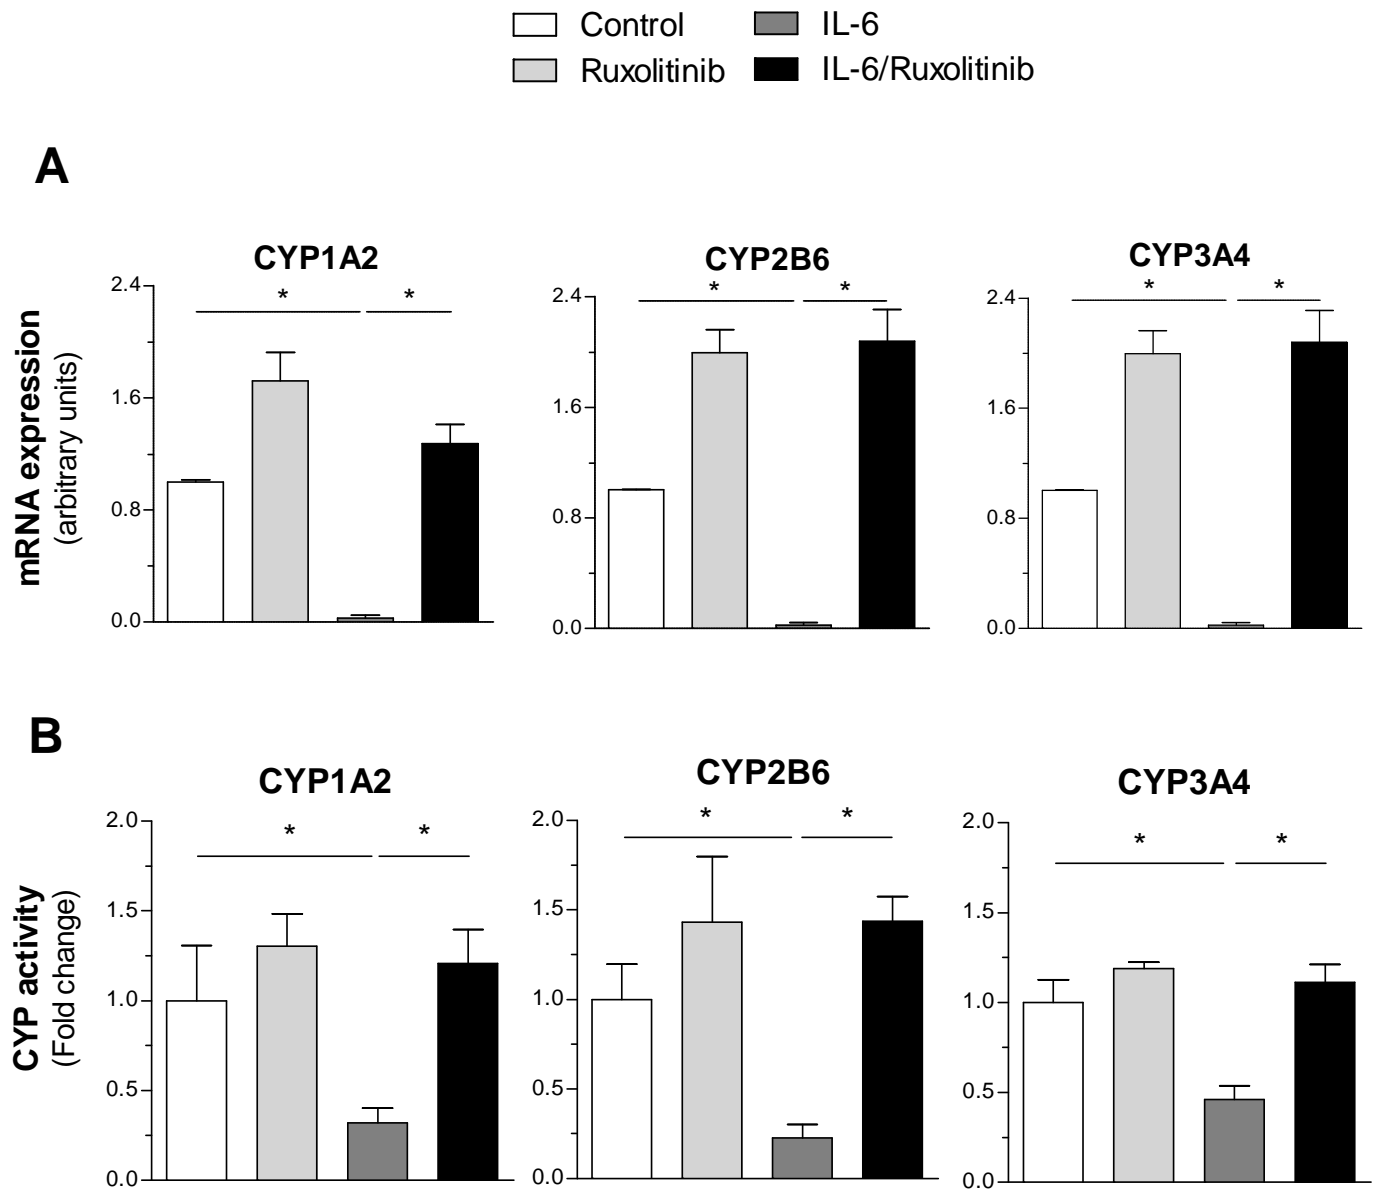 Control IL-6
Ruxolitinib IL-6/Ruxolitinib
A
CYP1A2 CYP2B6 CYP3A4
* * * * * *
2.4 2.4 2.4
1.6 1.6 1.6
0.8 0.8 0.8
0.0 0.0 0.0
mRNA expression
(arbitrary units)
B
CYP1A2 CYP2B6 CYP3A4
* * * * * *
2.0 2.0 2.0
1.5 1.5 1.5
1.0 1.0 1.0
0.5 0.5 0.5
0.0 0.0 0.0
CYP activity
(Fold change)